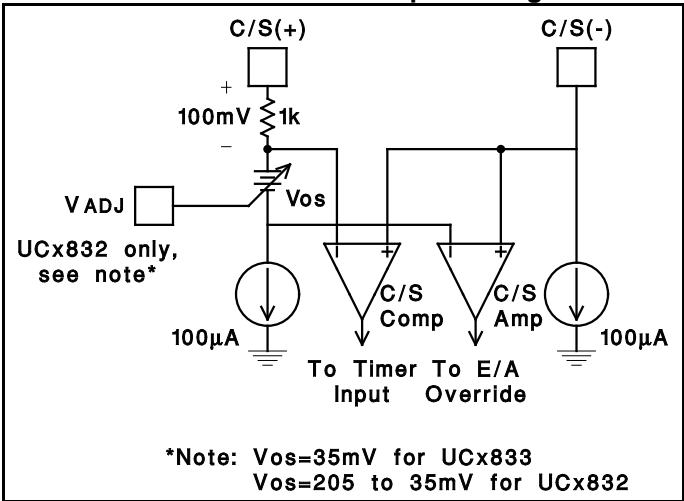 C/S(+) C/S(-)
+
100mV 1k
−
VADJ
Vos
UCx832 only,
see note*
− + − +
C/S
Comp
C/S
Amp
100μA 100μA
To Timer To E/A
Input Override
*Note: Vos=35mV for UCx833
Vos=205 to 35mV for UCx832